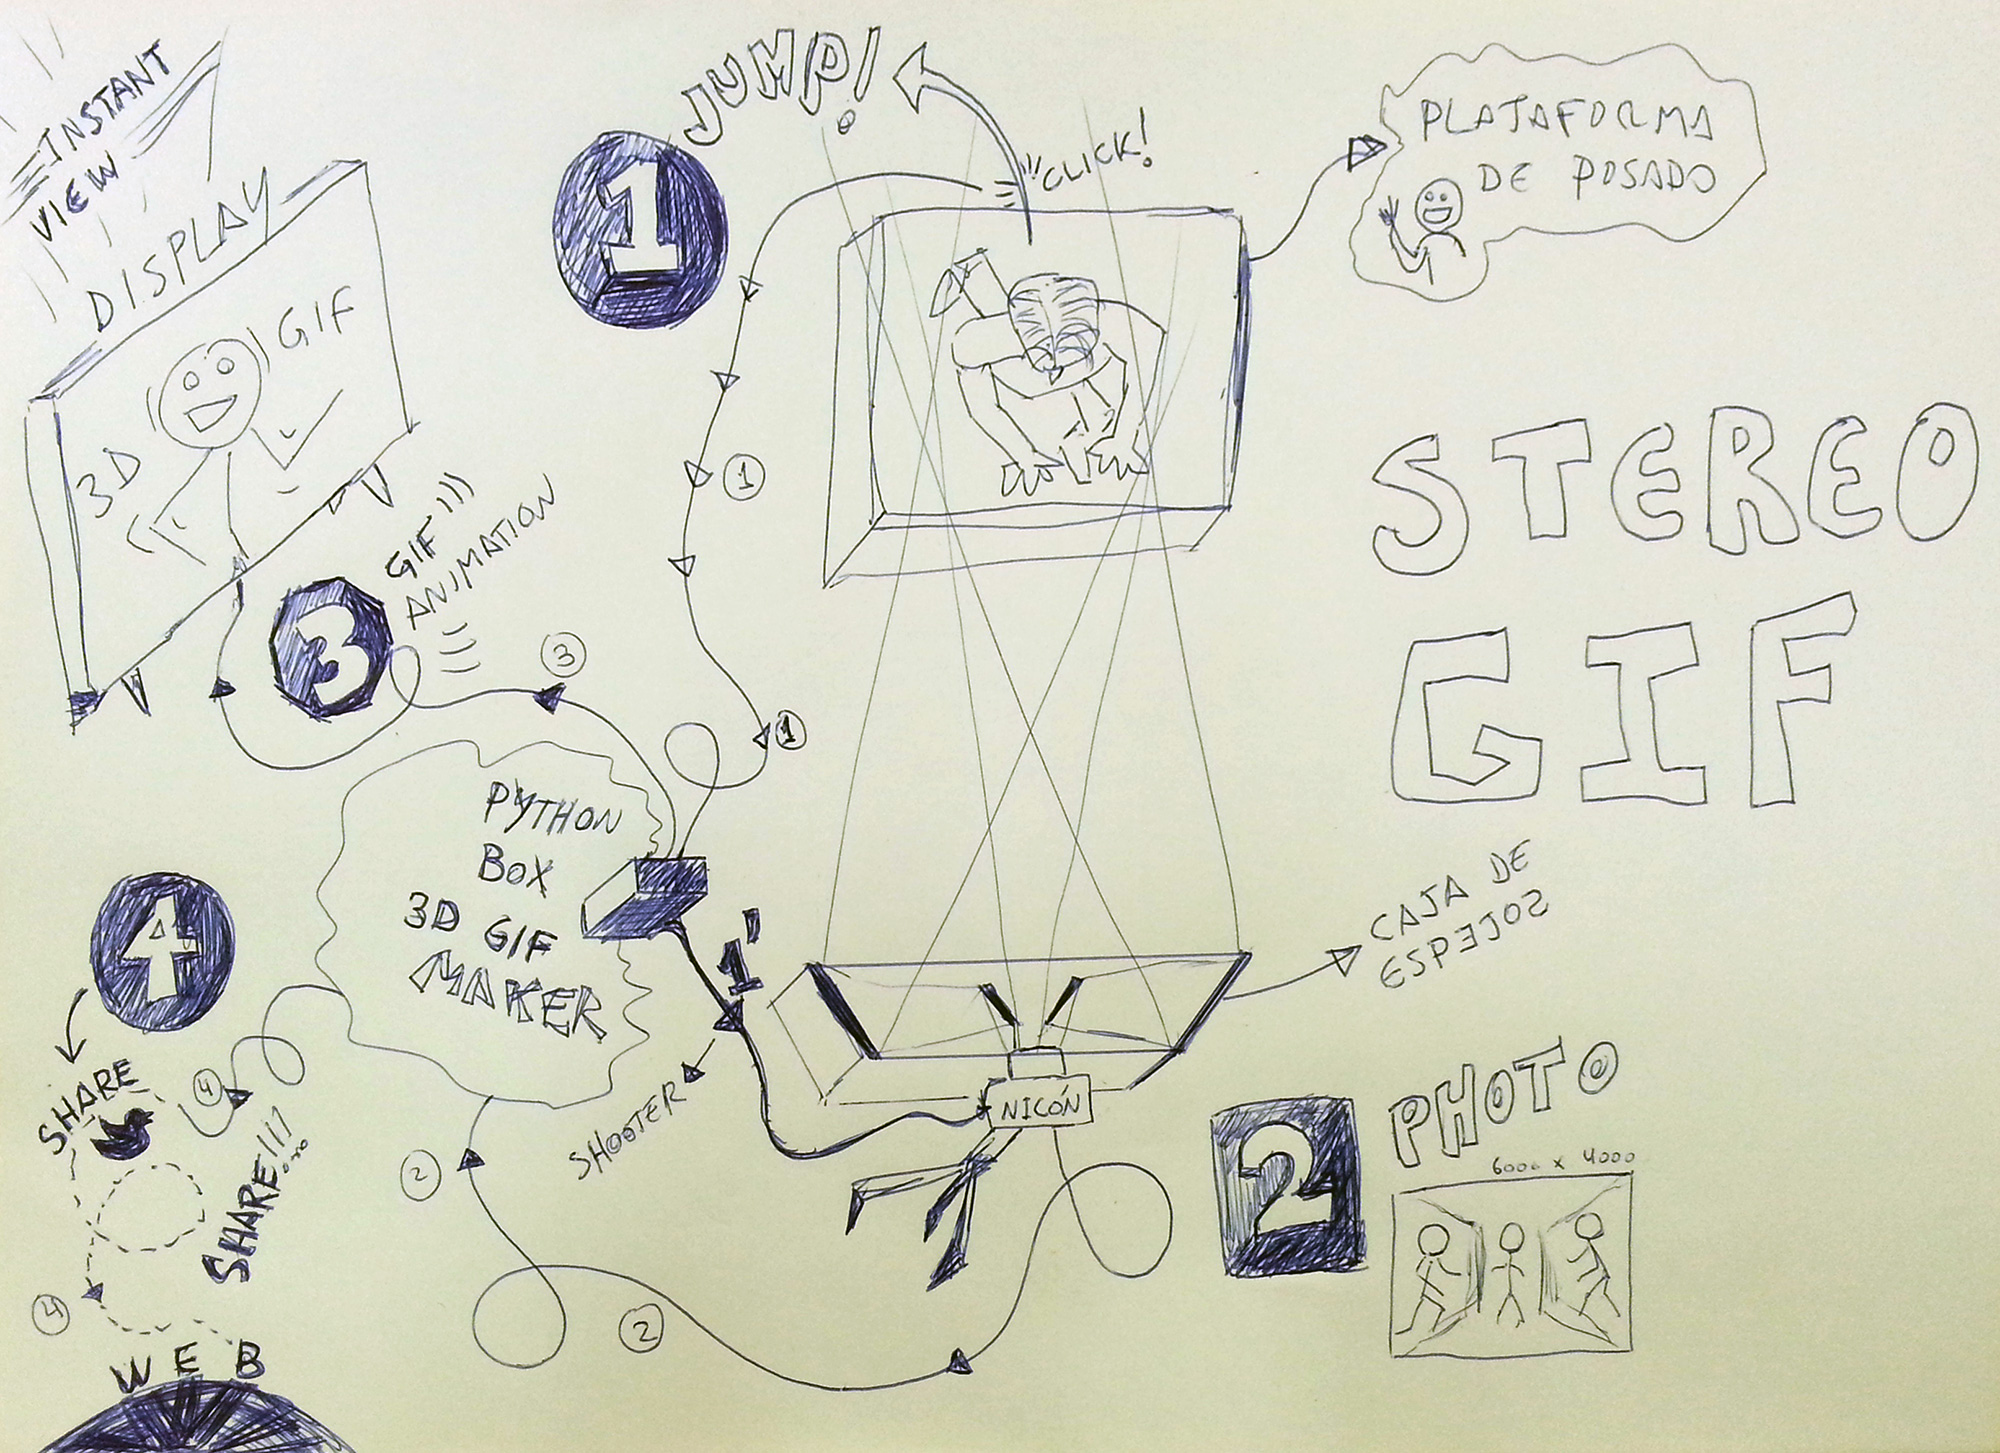 INSTANT
VIEW
DISPLAY
GIF
3D
JUMP!
CLICK!
1
PLATAFORMA
DE POSADO
STEREO
GIF
1
1
3
GIF
ANIMATION
3
PYTHON
BOX
3D GIF
MAKER
1'
SHOOTER
NICÓN
CAJA DE
ESPEJOS
2
PHOTO
6000 x 4000
2
2
4
SHARE
4
SHARE!!!
4
WEB